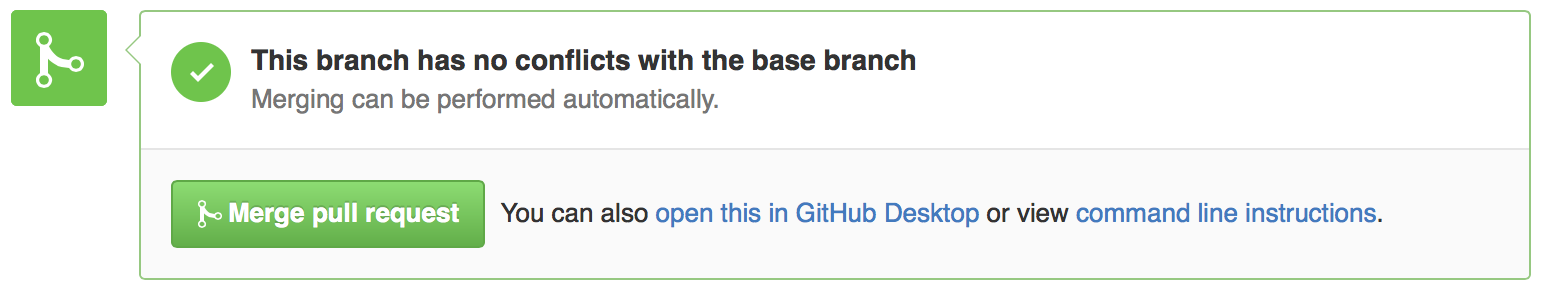 This branch has no conflicts with the base branch
Merging can be performed automatically.
Merge pull request You can also open this in GitHub Desktop or view command line instructions.